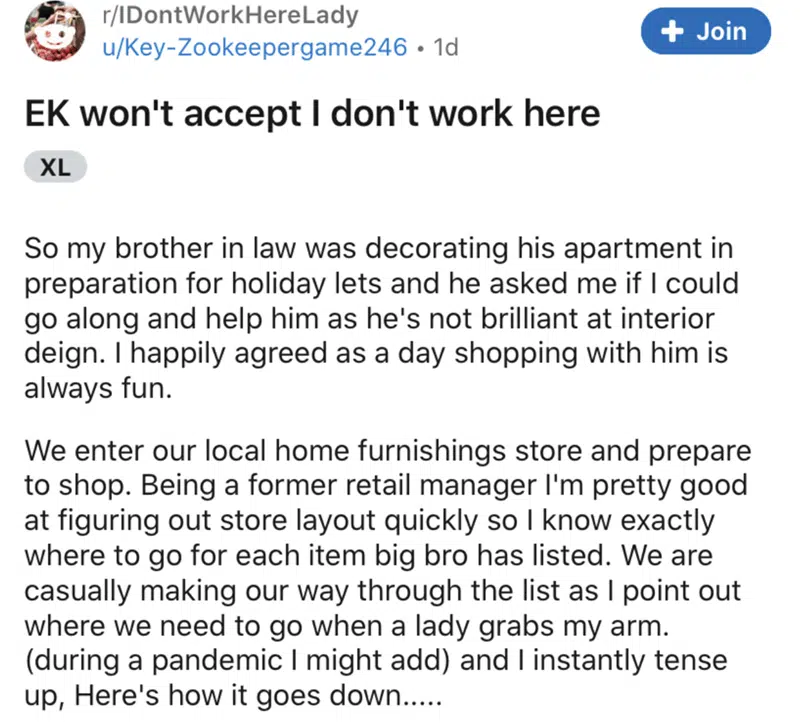 r/IDontWorkHereLady
u/Key-Zookeepergame246 • 1d
+ Join
EK won't accept I don't work here
XL
So my brother in law was decorating his apartment in
preparation for holiday lets and he asked me if I could
go along and help him as he's not brilliant at interior
deign. I happily agreed as a day shopping with him is
always fun.
We enter our local home furnishings store and prepare
to shop. Being a former retail manager I'm pretty good
at figuring out store layout quickly so I know exactly
where to go for each item big bro has listed. We are
casually making our way through the list as I point out
where we need to go when a lady grabs my arm.
(during a pandemic I might add) and I instantly tense
up, Here's how it goes down.....